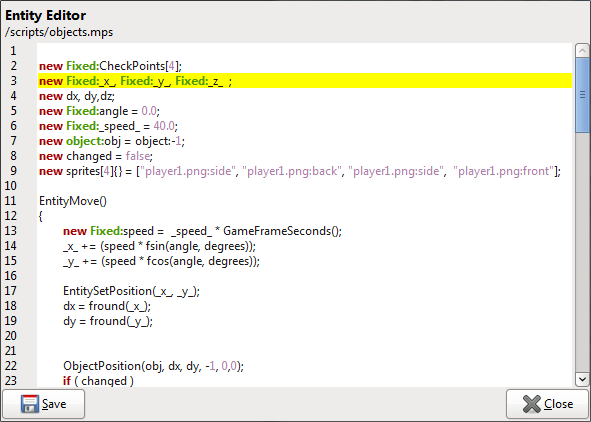 Entity Editor
/scripts/objects.mps
1
2 new Fixed:CheckPoints[4];
3 new Fixed:_x_, Fixed:_y_, Fixed:_z_ ;
4 new dx, dy,dz;
5 new Fixed:angle = 0.0;
6 new Fixed:_speed_ = 40.0;
7 new object:obj = object:-1;
8 new changed = false;
9 new sprites[4]{} = ["player1.png:side", "player1.png:back", "player1.png:side", "player1.png:front"];
10
11 EntityMove()
12 {
13 new Fixed:speed = _speed_ * GameFrameSeconds();
14 _x_ += (speed * fsin(angle, degrees));
15 _y_ += (speed * fcos(angle, degrees));
16
17 EntitySetPosition(_x_, _y_);
18 dx = fround(_x_);
19 dy = fround(_y_);
20
21
22 ObjectPosition(obj, dx, dy, -1, 0,0);
23 if ( changed )
Save Close